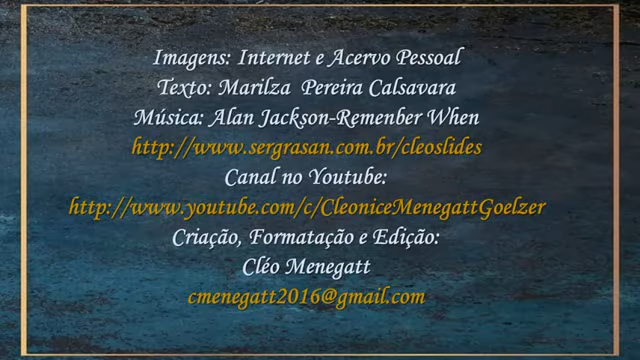 Imagens: Internet e Acervo Pessoal
Texto: Marilza Pereira Calsavara
Música: Alan Jackson-Remenber When
http://www.sergrasan.com.br/cleoslides
Canal no Youtube:
http://www.youtube.com/c/CleoniceMenegattGoelzer
Criação, Formatação e Edição:
Cléo Menegatt
cmenegatt2016@gmail.com